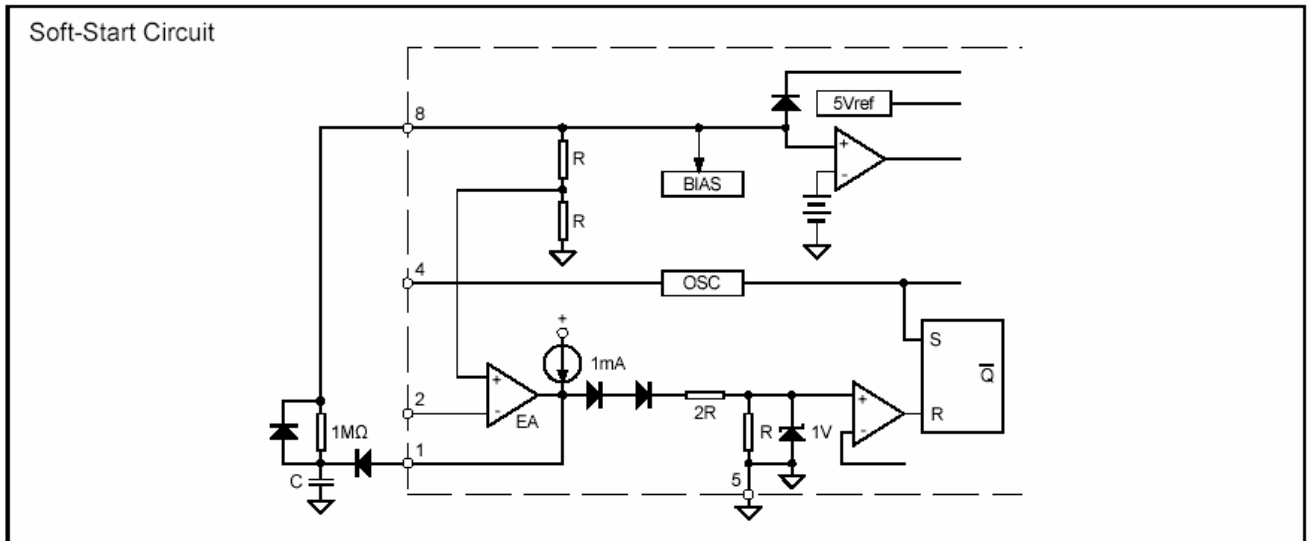 Soft-Start Circuit
8
5Vref
R
+
-
BIAS
R
4
OSC
+
S
1mA
Q̅
+
2
-
EA
2R
+
-
R
R
1V
1MΩ
1
C
5